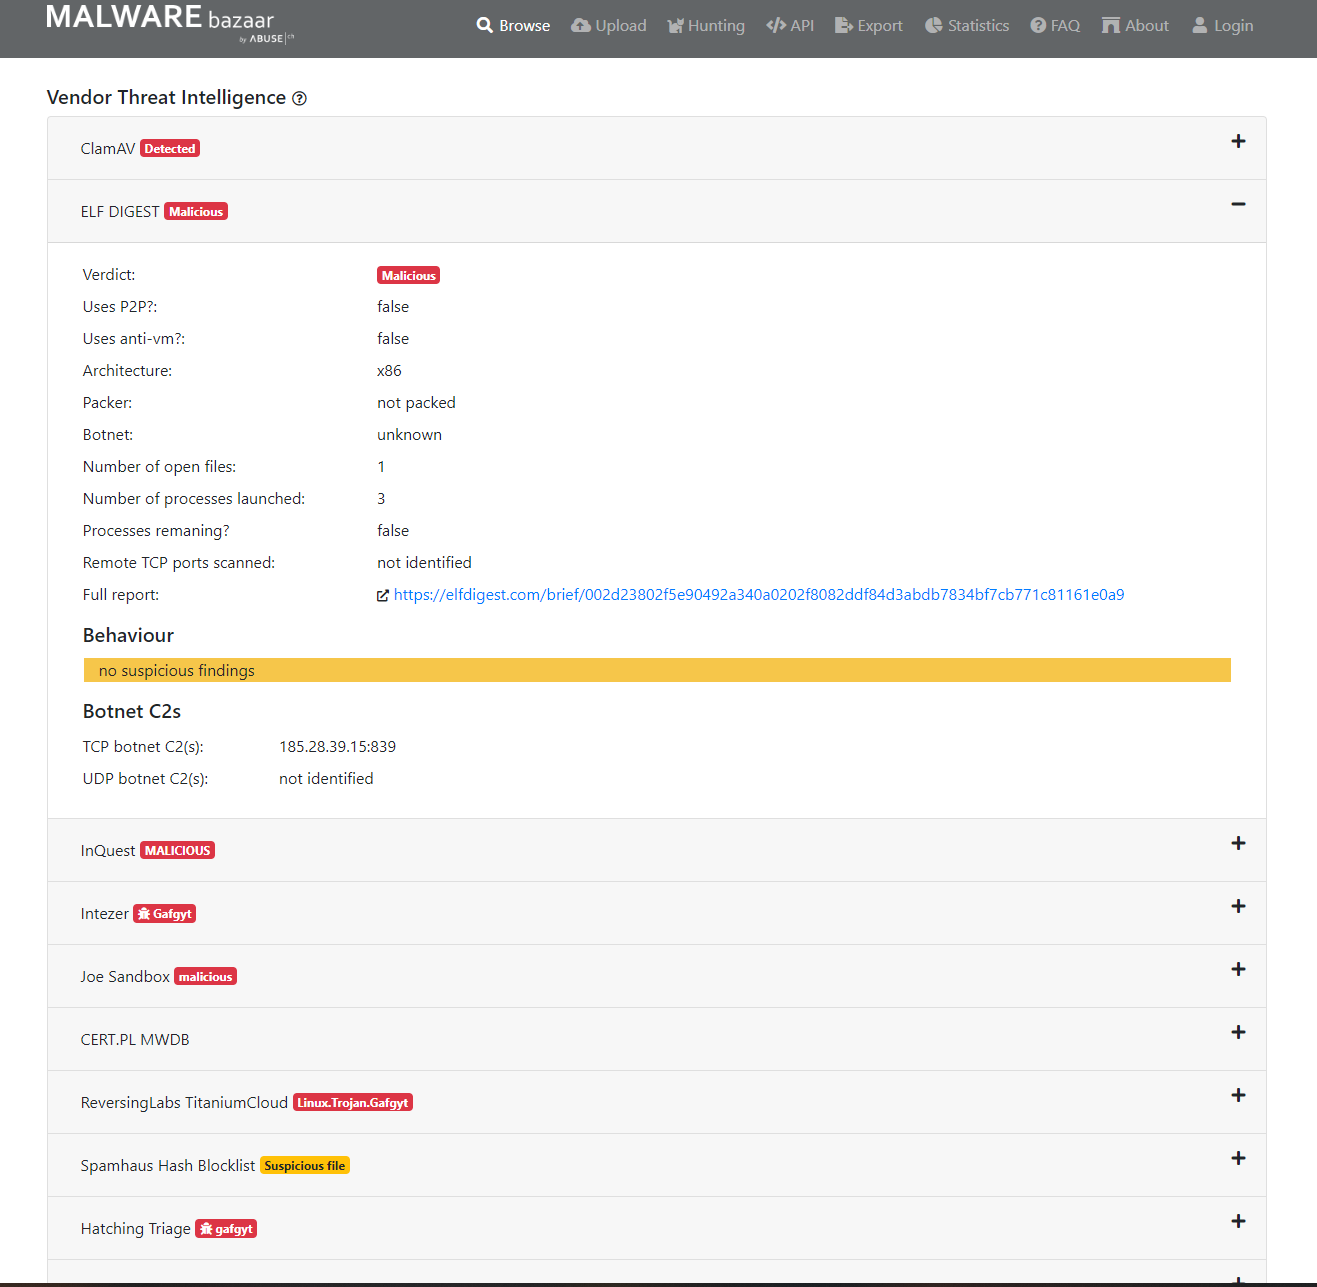 MALWARE bazaar
by ABUSE|ch
Browse Upload Hunting API Export Statistics FAQ About Login
Vendor Threat Intelligence
ClamAV Detected
ELF DIGEST Malicious
Verdict: Malicious
Uses P2P?: false
Uses anti-vm?: false
Architecture: x86
Packer: not packed
Botnet: unknown
Number of open files: 1
Number of processes launched: 3
Processes remaning? false
Remote TCP ports scanned: not identified
Full report: https://elfdigest.com/brief/002d23802f5e90492a340a0202f8082ddf84d3abdb7834bf7cb771c81161e0a9
Behaviour
no suspicious findings
Botnet C2s
TCP botnet C2(s): 185.28.39.15:839
UDP botnet C2(s): not identified
InQuest MALICIOUS
Intezer Gafgyt
Joe Sandbox malicious
CERT.PL MWDB
ReversingLabs TitaniumCloud Linux.Trojan.Gafgyt
Spamhaus Hash Blocklist Suspicious file
Hatching Triage gafgyt